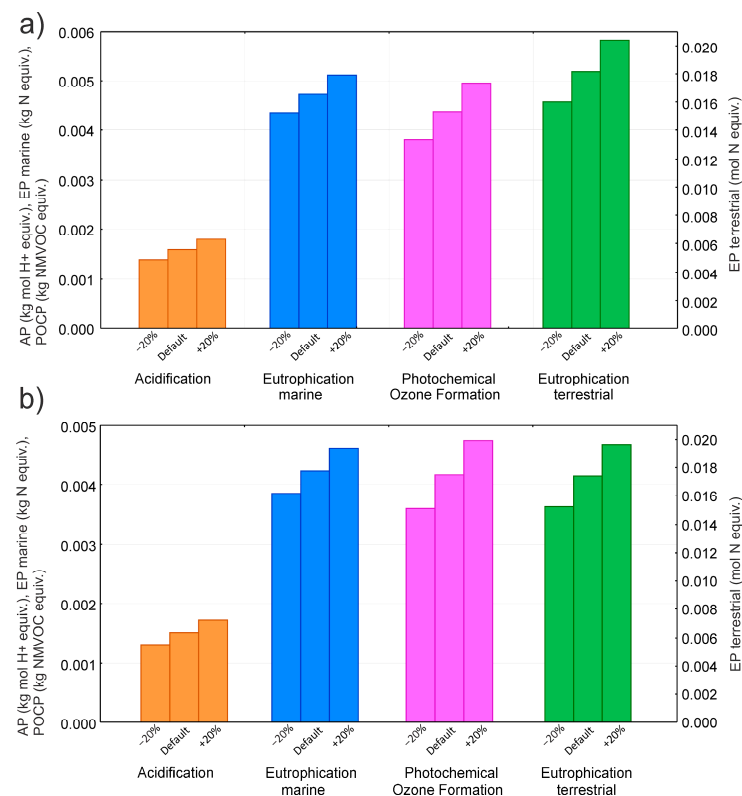 a)
AP (kg mol H+ equiv.), EP marine (kg N equiv.),
POCP (kg NMVOC equiv.)
0.006
0.005
0.004
0.003
0.002
0.001
0.000
0.020
0.018
0.016
0.014
0.012
0.010
0.008
0.006
0.004
0.002
0.000
EP terrestrial (mol N equiv.)
−20% Default +20% −20% Default +20% −20% Default +20% −20% Default +20%
Acidification Eutrophication Photochemical Eutrophication
marine Ozone Formation terrestrial
b)
AP (kg mol H+ equiv.), EP marine (kg N equiv.),
POCP (kg NMVOC equiv.)
0.005
0.004
0.003
0.002
0.001
0.000
0.020
0.018
0.016
0.014
0.012
0.010
0.008
0.006
0.004
0.002
0.000
EP terrestrial (mol N equiv.)
−20% Default +20% −20% Default +20% −20% Default +20% −20% Default +20%
Acidification Eutrophication Photochemical Eutrophication
marine Ozone Formation terrestrial